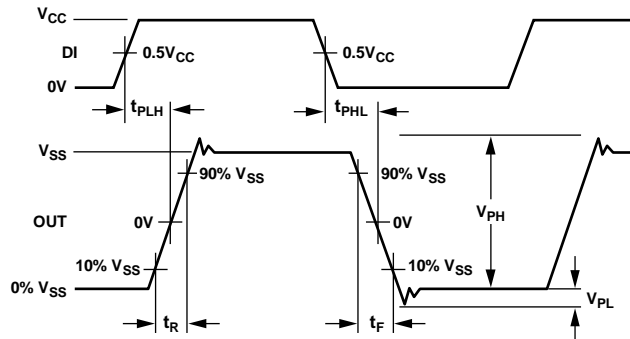 VCC
DI
0.5VCC
0.5VCC
0V
tPLH
tPHL
VSS
90% VSS
90% VSS
VPH
OUT
0V
0V
10% VSS
10% VSS
0% VSS
VPL
tR
tF